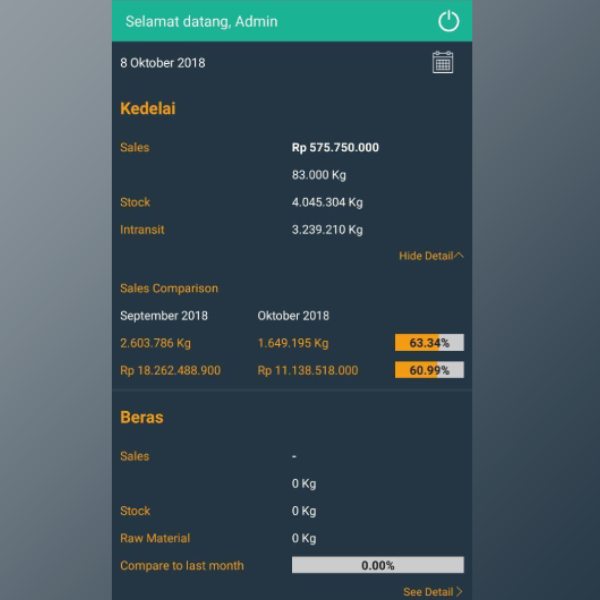 Selamat datang, Admin
8 Oktober 2018
Kedelai
Sales Rp 575.750.000
83.000 Kg
Stock 4.045.304 Kg
Intransit 3.239.210 Kg
Hide Detail
Sales Comparison
September 2018 Oktober 2018
2.603.786 Kg 1.649.195 Kg 63.34%
Rp 18.262.488.900 Rp 11.138.518.000 60.99%
Beras
Sales -
0 Kg
Stock 0 Kg
Raw Material 0 Kg
Compare to last month 0.00%
See Detail